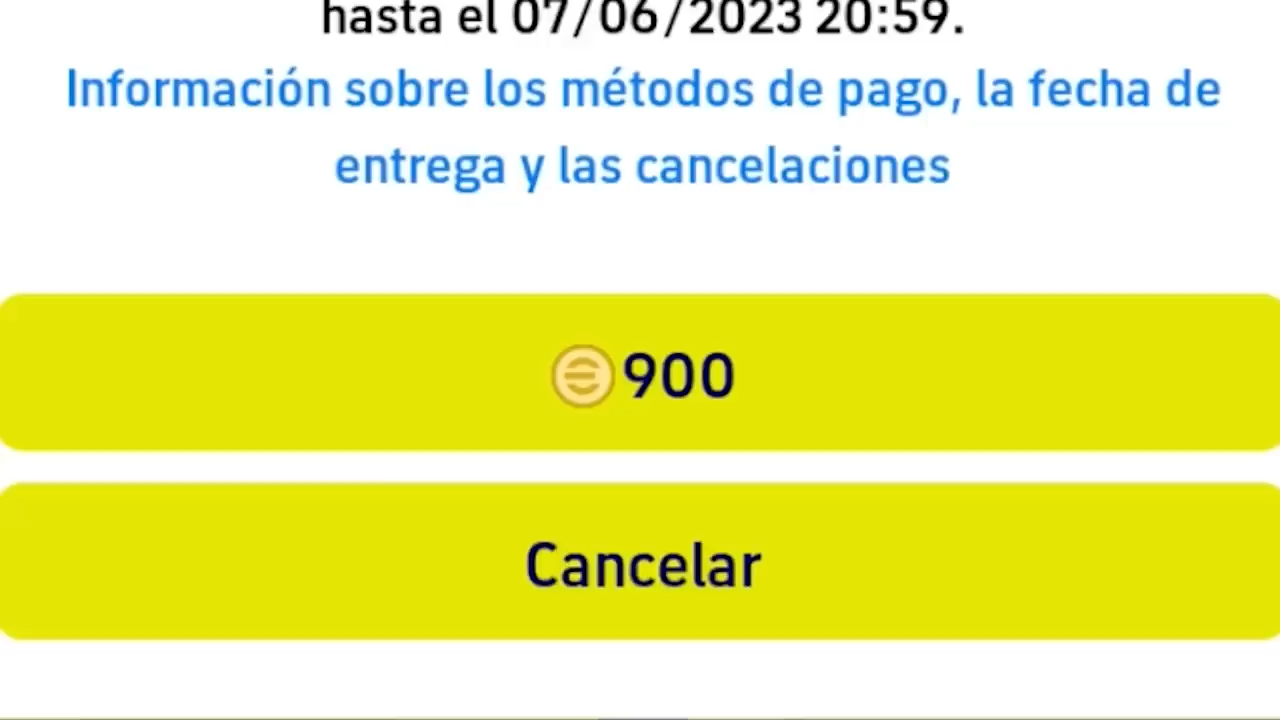 hasta el 07/06/2023 20:59.
Información sobre los métodos de pago, la fecha de
entrega y las cancelaciones
900
Cancelar